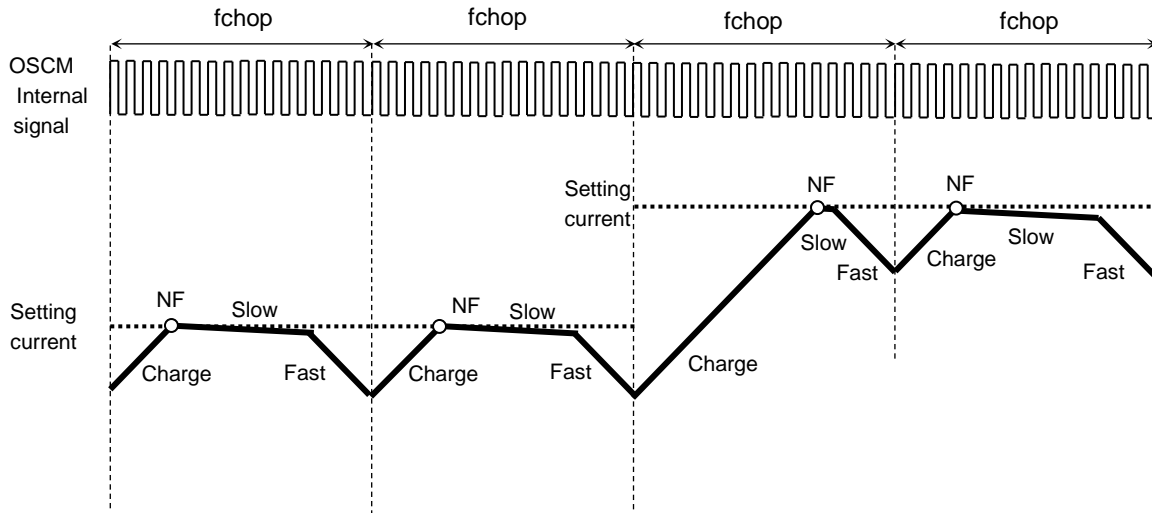 fchop
fchop
fchop
fchop
OSCM
Internal
signal
Setting
current
NF
NF
Slow
Slow
Charge
Fast
Fast
Setting
current
NF
Slow
NF
Slow
Charge
Fast
Charge
Fast
Charge